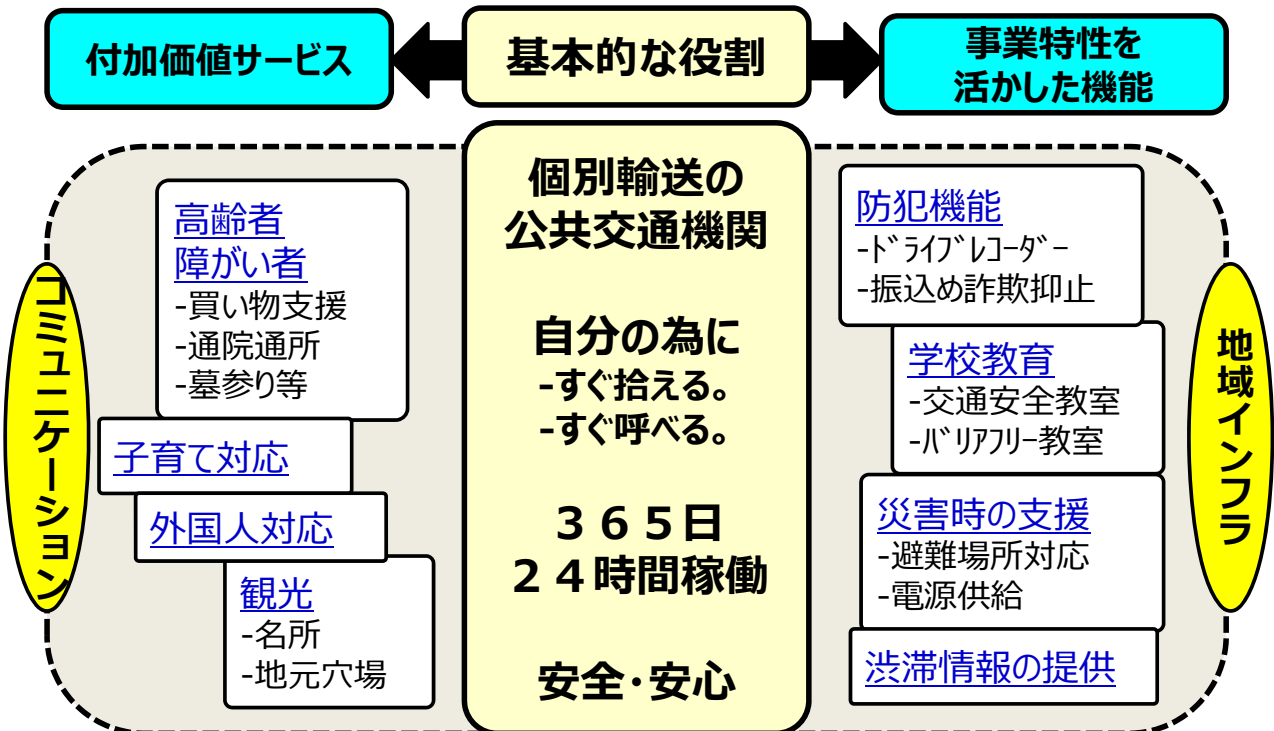 付加価値サービス
基本的な役割
事業特性を
活かした機能
コミュニケーション
高齢者
障がい者
-買い物支援
-通院通所
-墓参り等
子育て対応
外国人対応
観光
-名所
-地元穴場
個別輸送の
公共交通機関
自分の為に
-すぐ拾える。
-すぐ呼べる。
３６５日
２４時間稼働
安全・安心
防犯機能
-ﾄﾞﾗｲﾌﾞﾚｺｰﾀﾞｰ
-振込め詐欺抑止
学校教育
-交通安全教室
-ﾊﾞﾘｱﾌﾘｰ教室
災害時の支援
-避難場所対応
-電源供給
渋滞情報の提供
地域インフラ